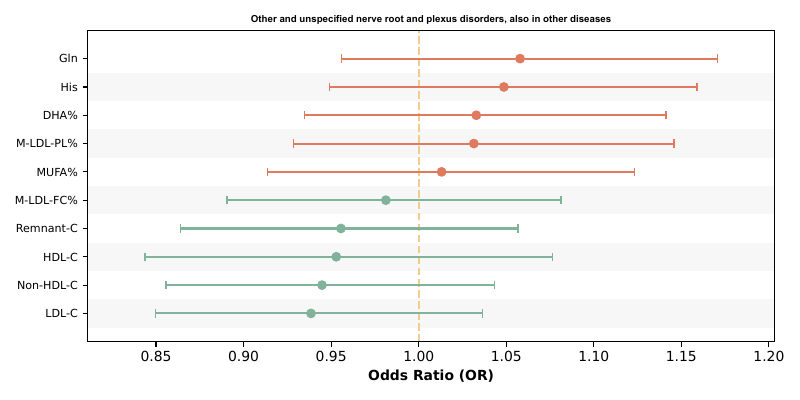 Other and unspecified nerve root and plexus disorders, also in other diseases
Gln
His
DHA%
M-LDL-PL%
MUFA%
M-LDL-FC%
Remnant-C
HDL-C
Non-HDL-C
LDL-C
0.85 0.90 0.95 1.00 1.05 1.10 1.15 1.20
Odds Ratio (OR)